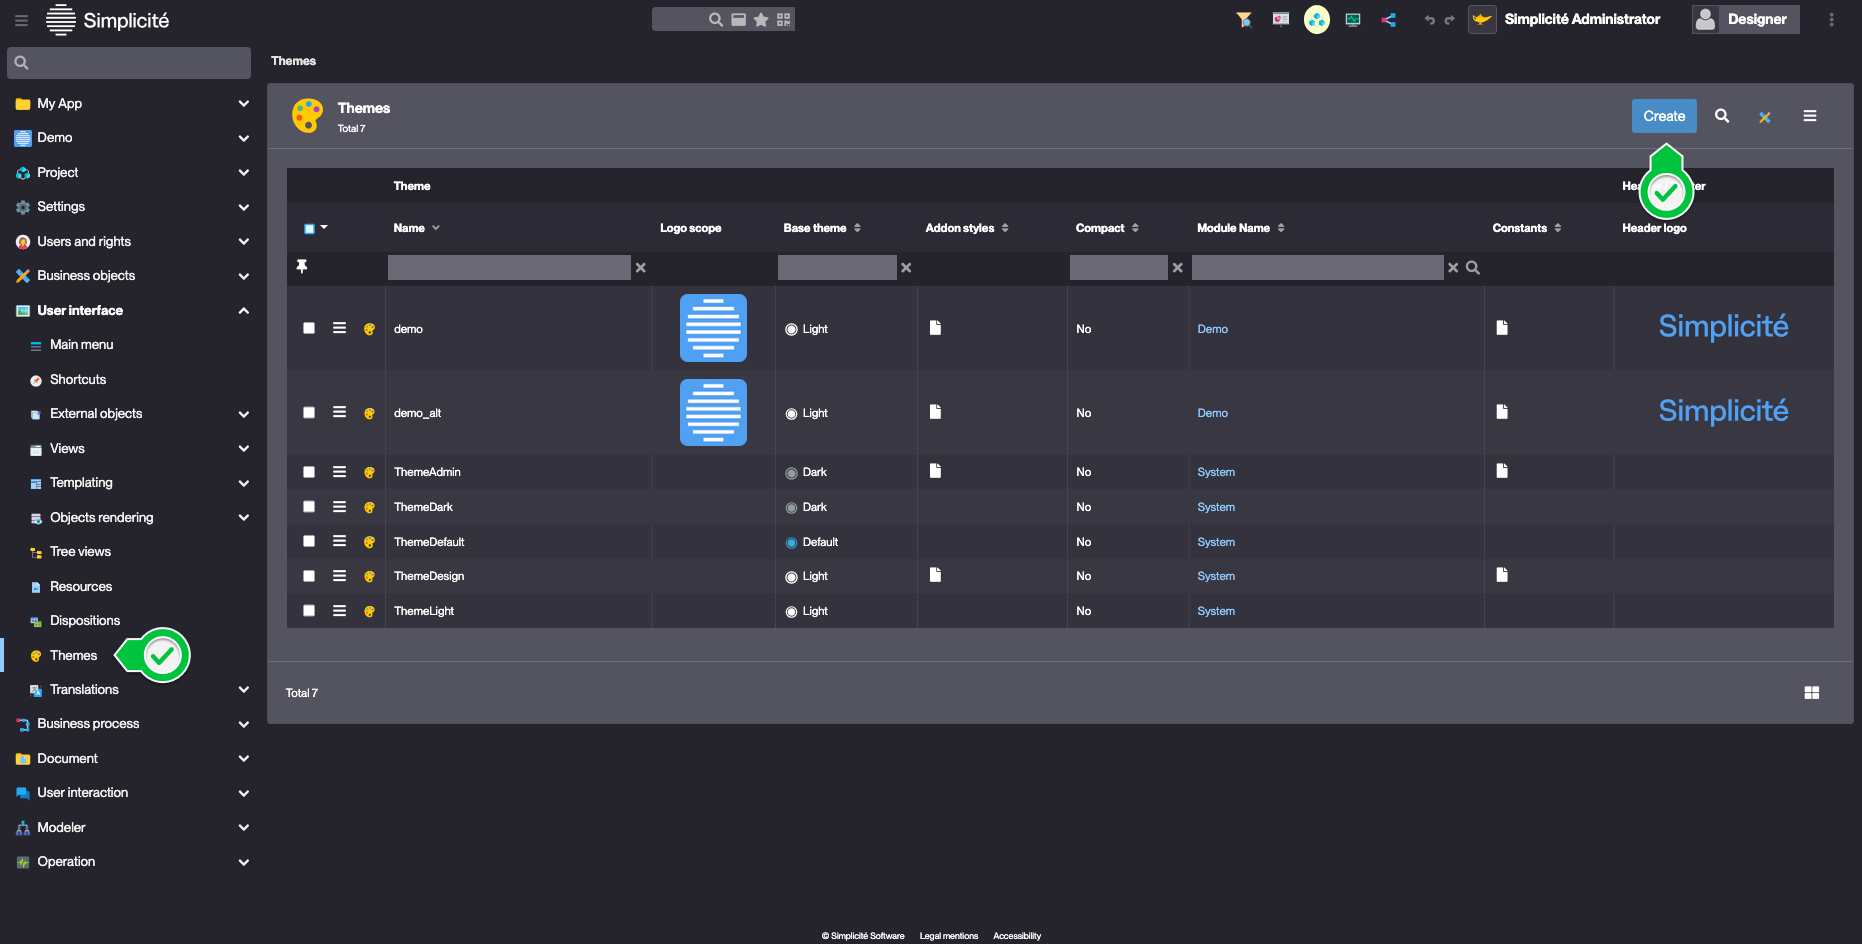 Simplicité
Simplicité Administrator
Designer
Themes
My App
Demo
Project
Settings
Users and rights
Business objects
User interface
Main menu
Shortcuts
External objects
Views
Templating
Objects rendering
Tree views
Resources
Dispositions
Themes
Translations
Business process
Document
User interaction
Modeler
Operation
Themes
Total 7
Create
Theme
Name Logo scope Base theme Addon styles Compact Module Name Constants Header logo
demo Light No Demo Simplicité
demo_alt Light No Demo Simplicité
ThemeAdmin Dark No System
ThemeDark Dark No System
ThemeDefault Default No System
ThemeDesign Light No System
ThemeLight Light No System
Total 7
© Simplicité Software Legal mentions Accessibility